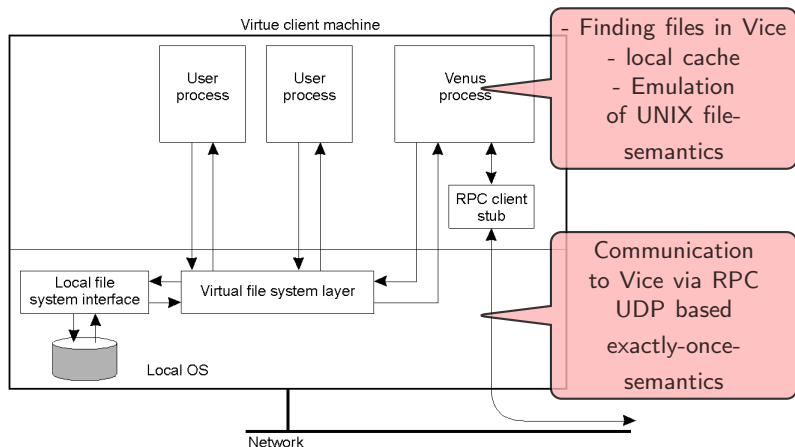 Virtue client machine
User
process
User
process
Venus
process
- Finding files in Vice
- local cache
- Emulation
of UNIX file-
semantics
RPC client
stub
Local file
system interface
Virtual file system layer
Communication
to Vice via RPC
UDP based
exactly-once-
semantics
Local OS
Network